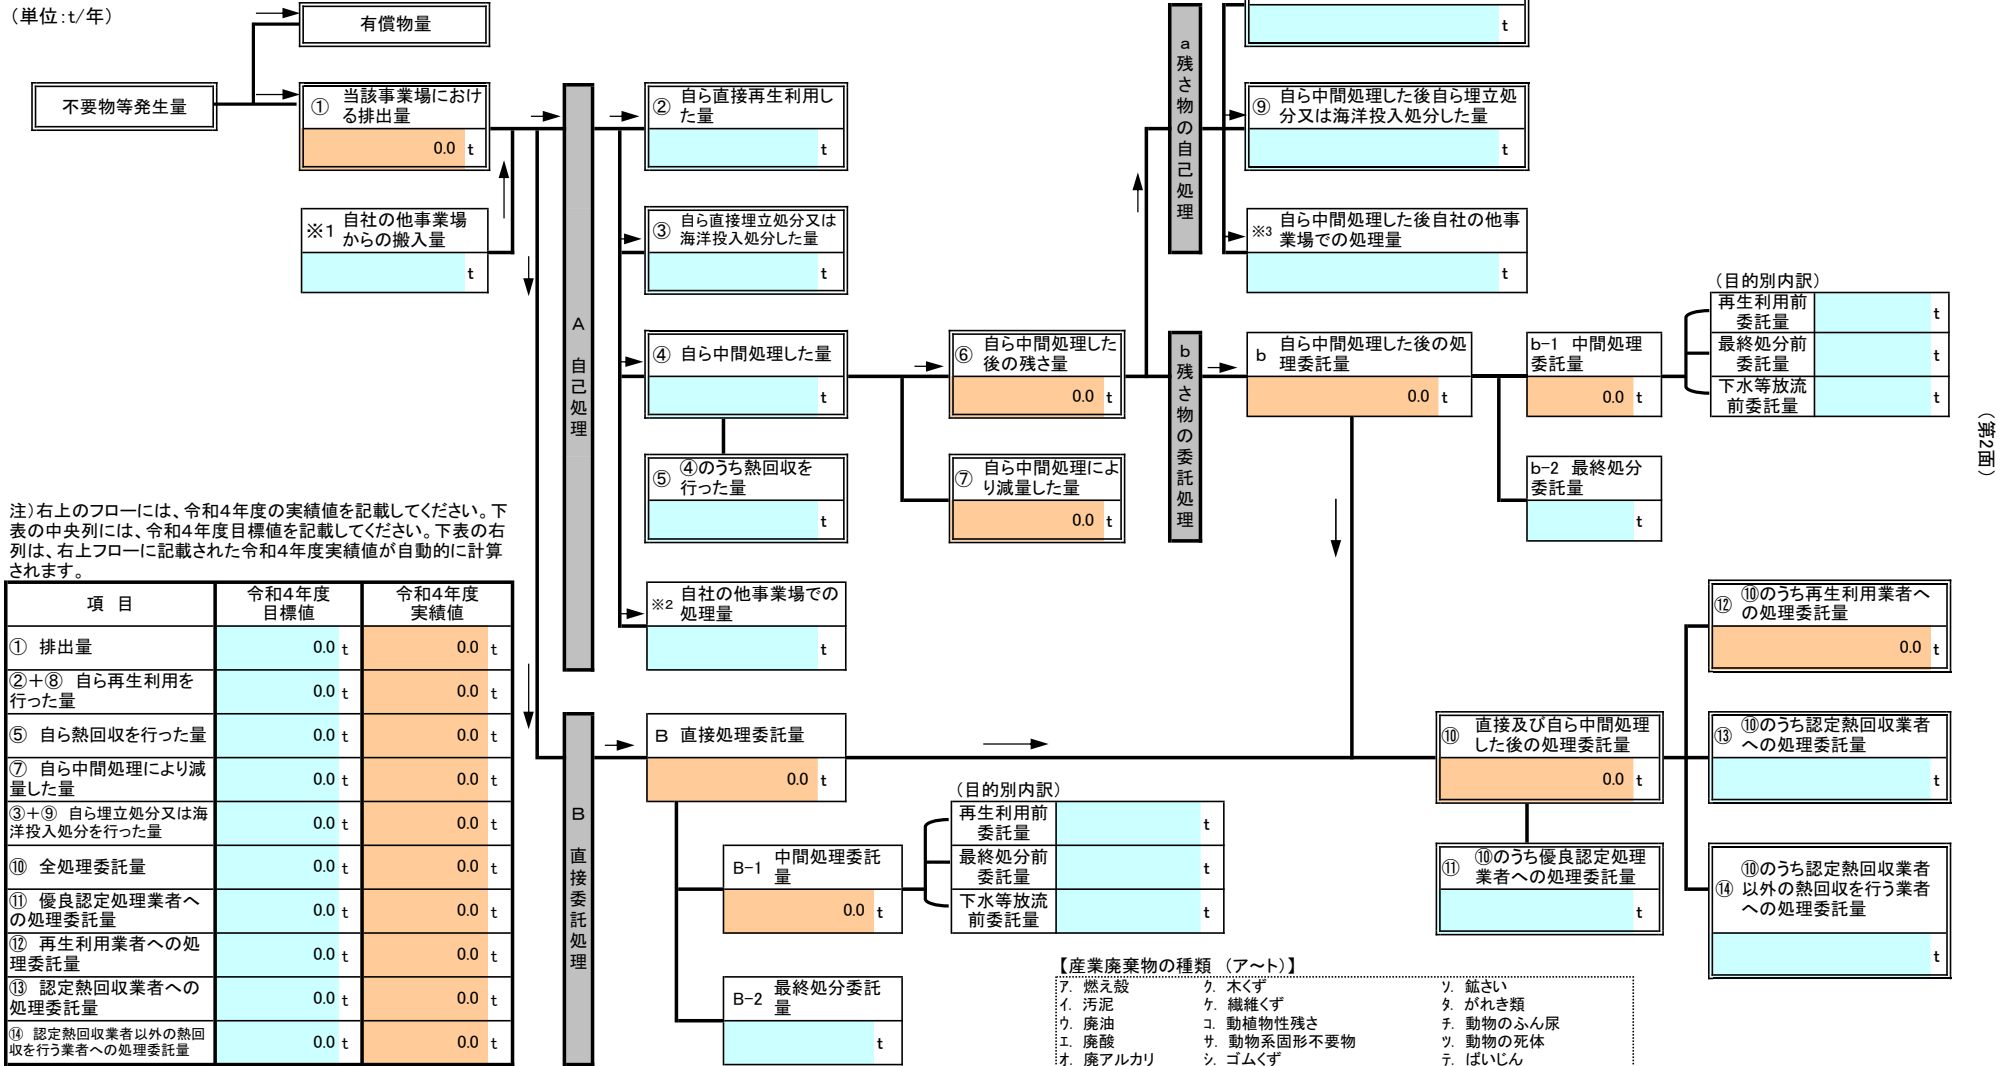 （単位：t/年）
有償物量
不要物等発生量
① 当該事業場におけ
る排出量
0.0 t
※1 自社の他事業場
からの搬入量
t
A 自己処理
② 自ら直接再生利用し
た量
t
③ 自ら直接埋立処分又は
海洋投入処分した量
t
④ 自ら中間処理した量
t
⑤ ④のうち熱回収を
行った量
t
※2 自社の他事業場での
処理量
t
⑥ 自ら中間処理した
後の残さ量
0.0 t
⑦ 自ら中間処理によ
り減量した量
0.0 t
a 残さ物の自己処理
t
⑨ 自ら中間処理した後自ら埋立処
分又は海洋投入処分した量
t
※3 自ら中間処理した後自社の他事
業場での処理量
t
b 残さ物の委託処理
b 自ら中間処理した後の処
理委託量
0.0 t
b-1 中間処理
委託量
0.0 t
b-2 最終処分
委託量
t
（目的別内訳）
再生利用前
委託量
t
最終処分前
委託量
t
下水等放流
前委託量
t
（第2面）
注）右上のフローには、令和4年度の実績値を記載してください。下
表の中央列には、令和4年度目標値を記載してください。下表の右
列は、右上フローに記載された令和4年度実績値が自動的に計算
されます。
項 目 令和4年度
目標値 令和4年度
実績値
① 排出量 0.0 t 0.0 t
②＋⑧ 自ら再生利用を
行った量 0.0 t 0.0 t
⑤ 自ら熱回収を行った量 0.0 t 0.0 t
⑦ 自ら中間処理により減
量した量 0.0 t 0.0 t
③＋⑨ 自ら埋立処分又は海
洋投入処分を行った量 0.0 t 0.0 t
⑩ 全処理委託量 0.0 t 0.0 t
⑪ 優良認定処理業者へ
の処理委託量 0.0 t 0.0 t
⑫ 再生利用業者への処
理委託量 0.0 t 0.0 t
⑬ 認定熱回収業者への
処理委託量 0.0 t 0.0 t
⑭ 認定熱回収業者以外の熱回
収を行う業者への処理委託量 0.0 t 0.0 t
B 直接委託処理
B 直接処理委託量
0.0 t
B-1 中間処理委託
量
0.0 t
B-2 最終処分委託
量
t
（目的別内訳）
再生利用前
委託量
t
最終処分前
委託量
t
下水等放流
前委託量
t
⑩ 直接及び自ら中間処理
した後の処理委託量
0.0 t
⑪ ⑩のうち優良認定処理
業者への処理委託量
t
⑫ ⑩のうち再生利用業者へ
の処理委託量
0.0 t
⑬ ⑩のうち認定熱回収業者
への処理委託量
t
⑭ ⑩のうち認定熱回収業者
以外の熱回収を行う業者
への処理委託量
t
【産業廃棄物の種類 （ア～ト）】
ア. 燃え殻 ク. 木くず ソ. 鉱さい
イ. 汚泥 ケ. 繊維くず タ. がれき類
ウ. 廃油 コ. 動植物性残さ チ. 動物のふん尿
エ. 廃酸 サ. 動物系固形不要物 ツ. 動物の死体
オ. 廃アルカリ シ. ゴムくず テ. ばいじん